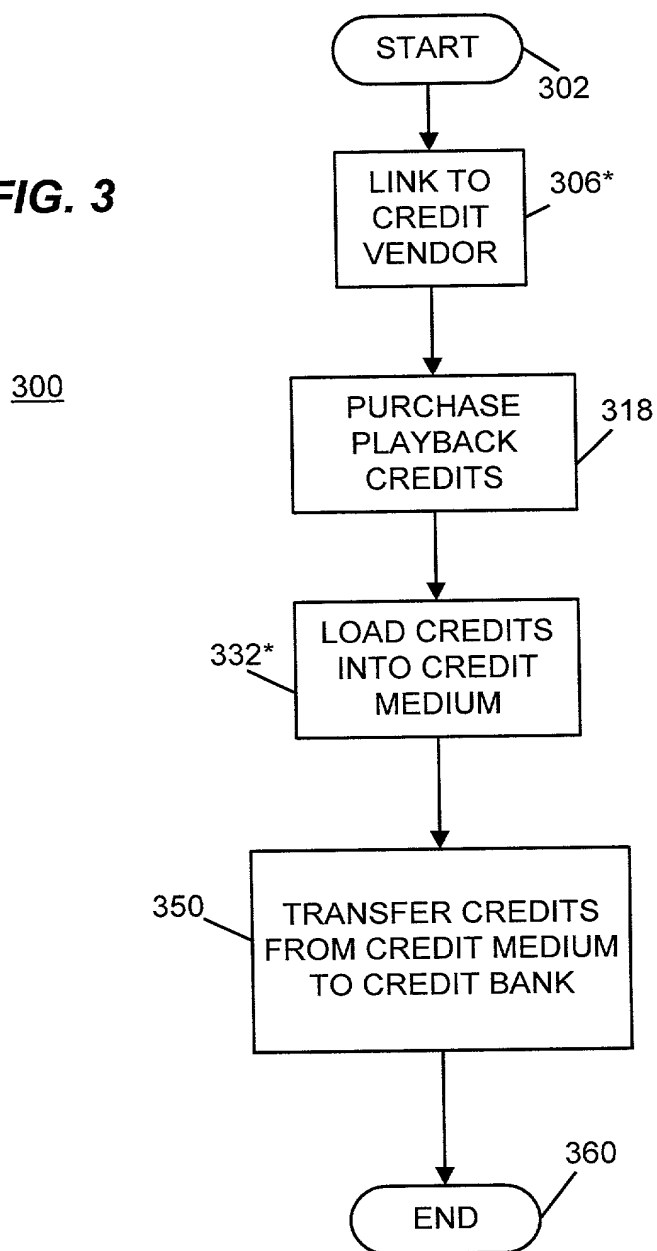 START
302
FIG. 3
LINK TO
CREDIT
VENDOR
306*
300
PURCHASE
PLAYBACK
CREDITS
318
LOAD CREDITS
INTO CREDIT
MEDIUM
332*
350
TRANSFER CREDITS
FROM CREDIT MEDIUM
TO CREDIT BANK
360
END